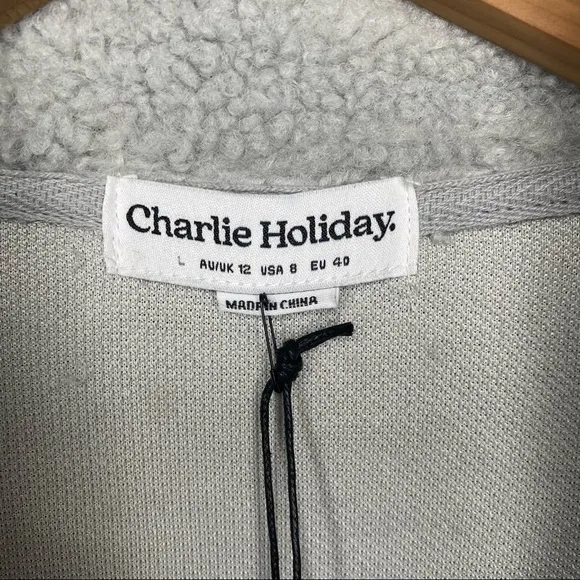 Charlie Holiday.
L AU/UK 12 USA 8 EU 40
MADE IN CHINA